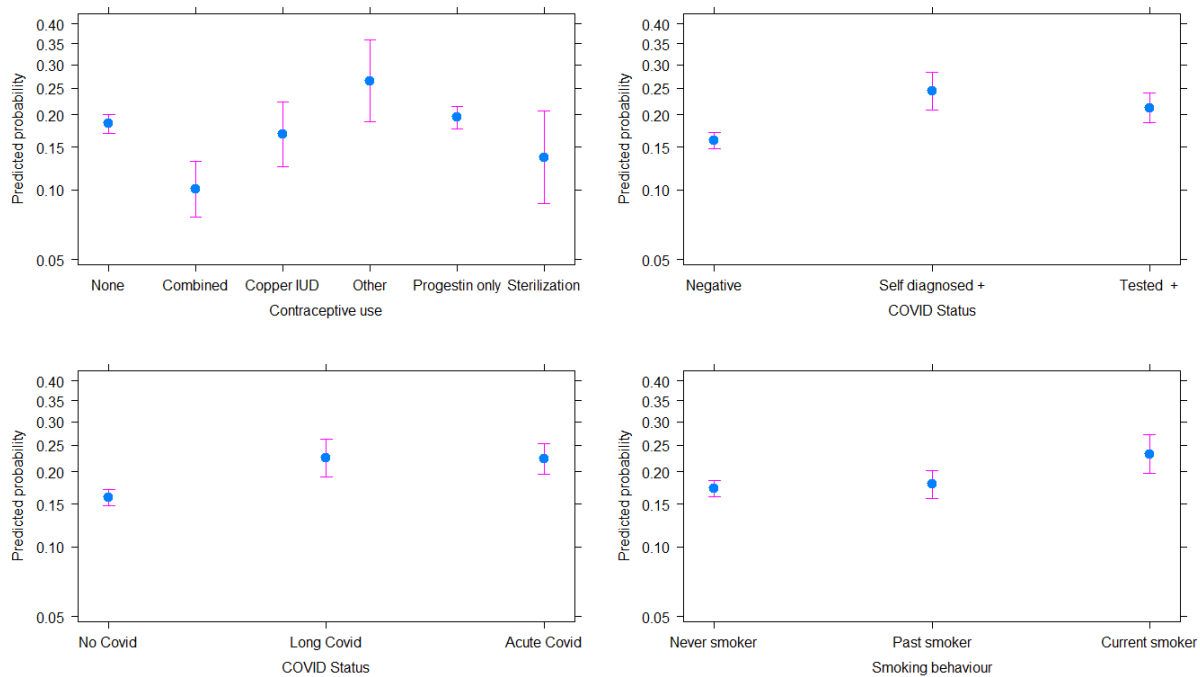 0.40
0.35
0.30
0.25
0.20
0.15
0.10
0.05
Predicted probability
None Combined Copper IUD Other Progestin only Sterilization
Contraceptive use
0.40
0.35
0.30
0.25
0.20
0.15
0.10
0.05
Predicted probability
Negative Self diagnosed + Tested +
COVID Status
0.40
0.35
0.30
0.25
0.20
0.15
0.10
0.05
Predicted probability
No Covid Long Covid Acute Covid
COVID Status
0.40
0.35
0.30
0.25
0.20
0.15
0.10
0.05
Predicted probability
Never smoker Past smoker Current smoker
Smoking behaviour